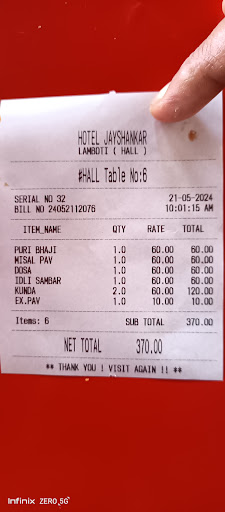 HOTEL JAYSHANKAR
LAMBOTI ( HALL )
#HALL Table No:6
SERIAL NO 32 21-05-2024
BILL NO 24052112076 10:01:15 AM
ITEM_NAME QTY RATE TOTAL
PURI BHAJI 1.0 60.00 60.00
MISAL PAV 1.0 60.00 60.00
DOSA 1.0 60.00 60.00
IDLI SAMBAR 1.0 60.00 60.00
KUNDA 2.0 60.00 120.00
EX.PAV 1.0 10.00 10.00
Items: 6 SUB TOTAL 370.00
NET TOTAL 370.00
** THANK YOU ! VISIT AGAIN !! **
Infinix ZERO 5G